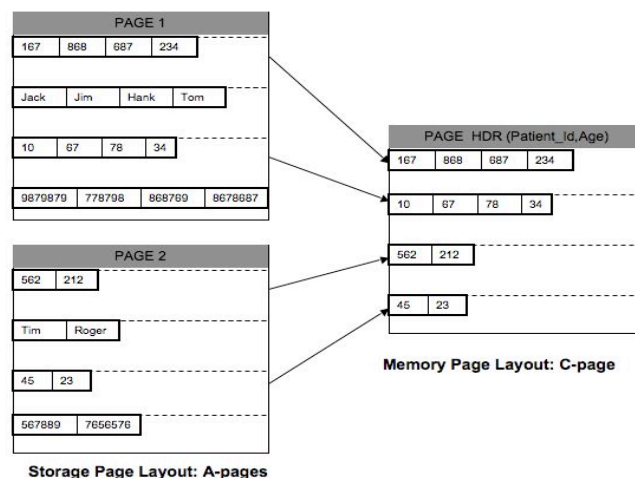 PAGE 1
167 868 687 234
Jack Jim Hank Tom
10 67 78 34
9879879 778798 868769 8678687
PAGE 2
562 212
Tim Roger
45 23
567889 7656576
Storage Page Layout: A-pages
PAGE HDR (Patient_Id,Age)
167 868 687 234
10 67 78 34
562 212
45 23
Memory Page Layout: C-page